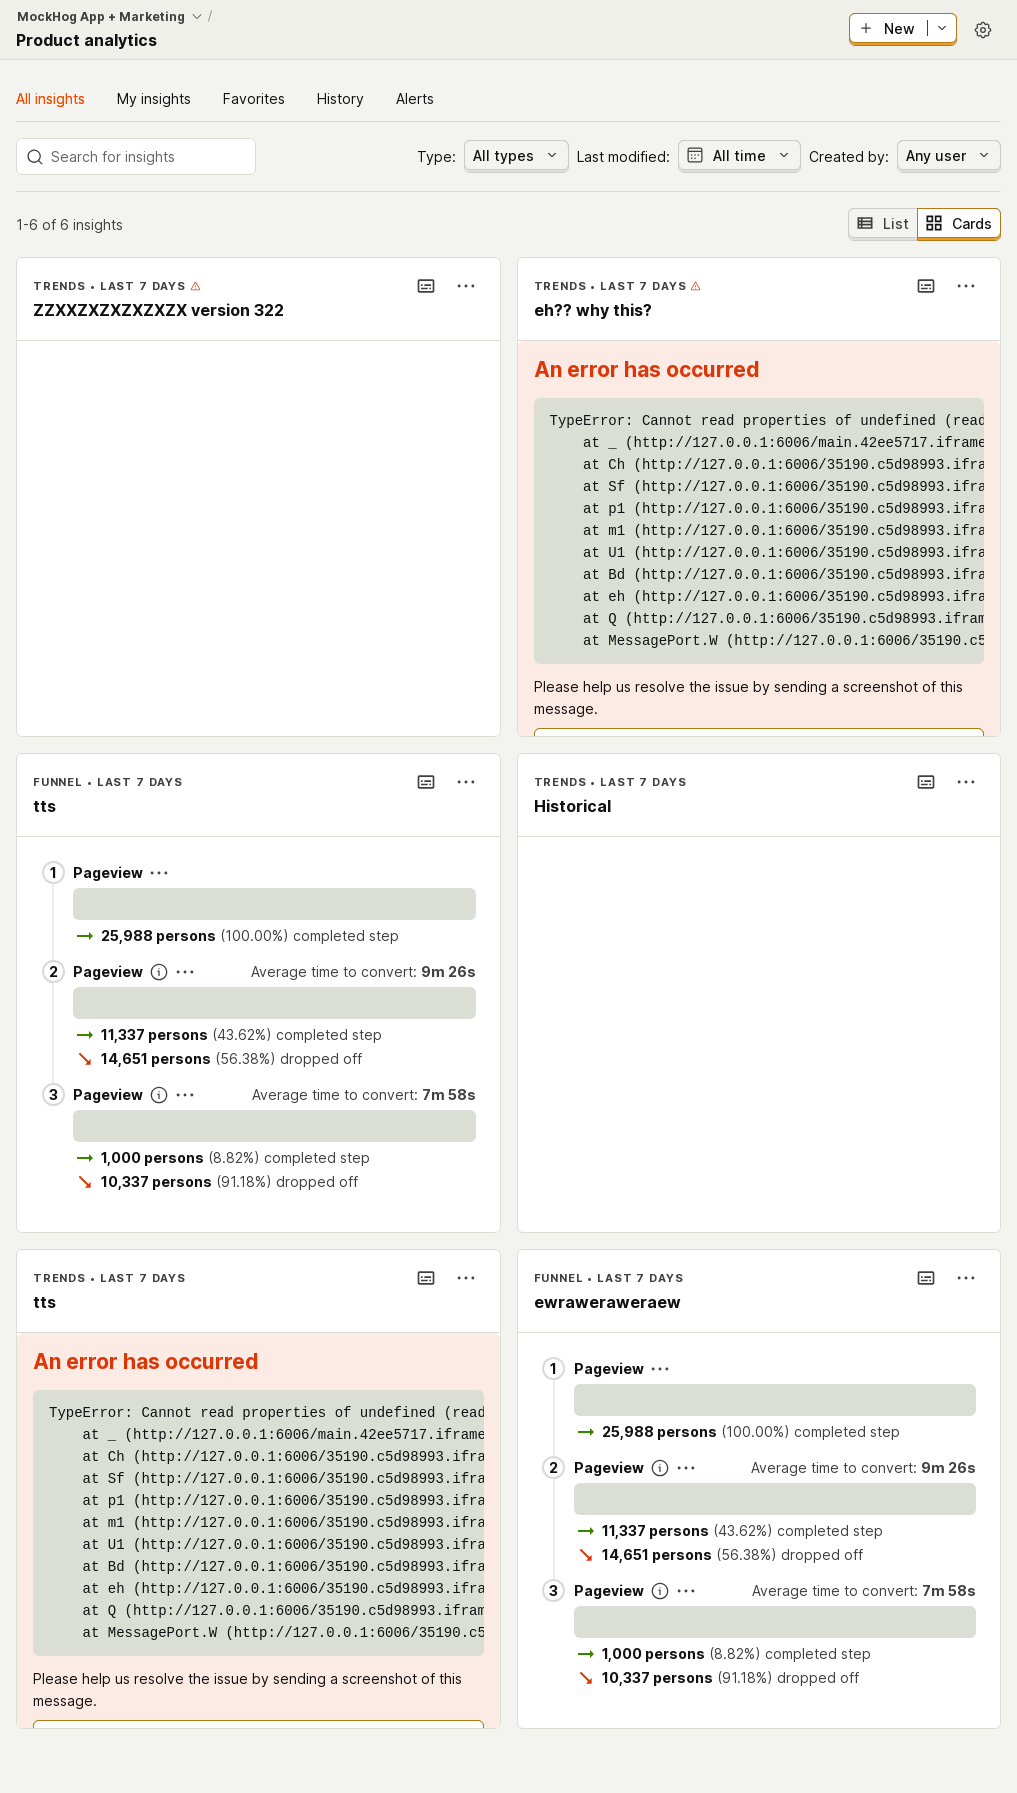 MockHog App + Marketing /
Product analytics
New
All insights
My insights
Favorites
History
Alerts
Search for insights
Type:
All types
Last modified:
All time
Created by:
Any user
1-6 of 6 insights
List
Cards
TRENDS • LAST 7 DAYS
ZZXXZXZXZXZXZX version 322
TRENDS • LAST 7 DAYS
eh?? why this?
An error has occurred
TypeError: Cannot read properties of undefined (read
at _ (http://127.0.0.1:6006/main.42ee5717.iframe
at Ch (http://127.0.0.1:6006/35190.c5d98993.ifra
at Sf (http://127.0.0.1:6006/35190.c5d98993.ifra
at p1 (http://127.0.0.1:6006/35190.c5d98993.ifra
at m1 (http://127.0.0.1:6006/35190.c5d98993.ifra
at U1 (http://127.0.0.1:6006/35190.c5d98993.ifra
at Bd (http://127.0.0.1:6006/35190.c5d98993.ifra
at eh (http://127.0.0.1:6006/35190.c5d98993.ifra
at Q (http://127.0.0.1:6006/35190.c5d98993.ifram
at MessagePort.W (http://127.0.0.1:6006/35190.c5
Please help us resolve the issue by sending a screenshot of this
message.
FUNNEL • LAST 7 DAYS
tts
1 Pageview
25,988 persons (100.00%) completed step
2 Pageview Average time to convert: 9m 26s
11,337 persons (43.62%) completed step
14,651 persons (56.38%) dropped off
3 Pageview Average time to convert: 7m 58s
1,000 persons (8.82%) completed step
10,337 persons (91.18%) dropped off
TRENDS • LAST 7 DAYS
Historical
TRENDS • LAST 7 DAYS
tts
An error has occurred
TypeError: Cannot read properties of undefined (read
at _ (http://127.0.0.1:6006/main.42ee5717.iframe
at Ch (http://127.0.0.1:6006/35190.c5d98993.ifra
at Sf (http://127.0.0.1:6006/35190.c5d98993.ifra
at p1 (http://127.0.0.1:6006/35190.c5d98993.ifra
at m1 (http://127.0.0.1:6006/35190.c5d98993.ifra
at U1 (http://127.0.0.1:6006/35190.c5d98993.ifra
at Bd (http://127.0.0.1:6006/35190.c5d98993.ifra
at eh (http://127.0.0.1:6006/35190.c5d98993.ifra
at Q (http://127.0.0.1:6006/35190.c5d98993.ifram
at MessagePort.W (http://127.0.0.1:6006/35190.c5
Please help us resolve the issue by sending a screenshot of this
message.
FUNNEL • LAST 7 DAYS
ewraweraweraew
1 Pageview
25,988 persons (100.00%) completed step
2 Pageview Average time to convert: 9m 26s
11,337 persons (43.62%) completed step
14,651 persons (56.38%) dropped off
3 Pageview Average time to convert: 7m 58s
1,000 persons (8.82%) completed step
10,337 persons (91.18%) dropped off